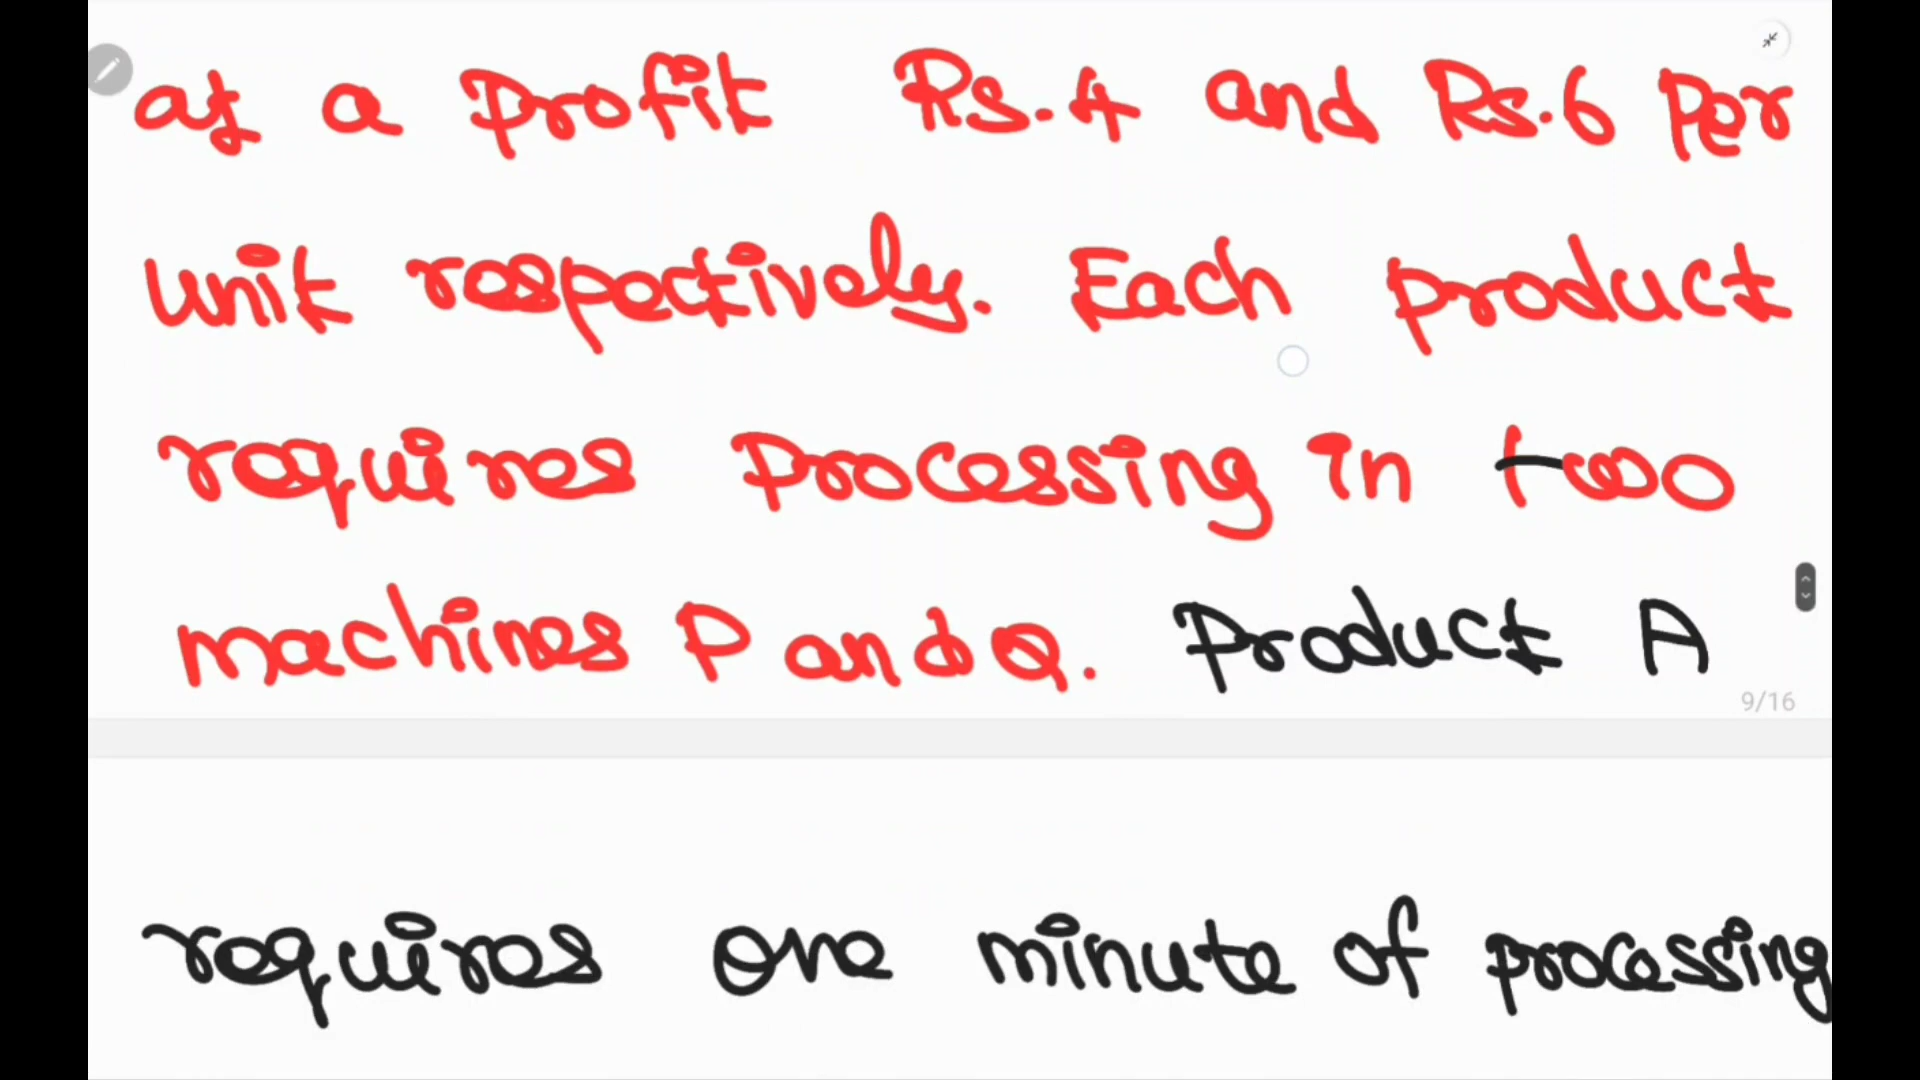 at a profit Rs.4 and Rs.6 Per
unit respectively. Each product
requires Processing in two
machines P and Q. Product A
9/16
requires one minute of processing